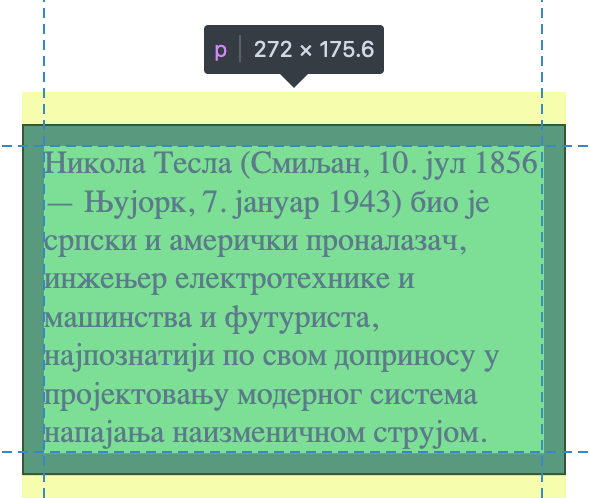 p 272 × 175.6
Никола Тесла (Смиљан, 10. јул 1856
— Њујорк, 7. јануар 1943) био је
српски и амерички проналазач,
инжењер електротехнике и
машинства и футуриста,
најпознатији по свом доприносу у
пројектовању модерног система
напајања наизменичном струјом.